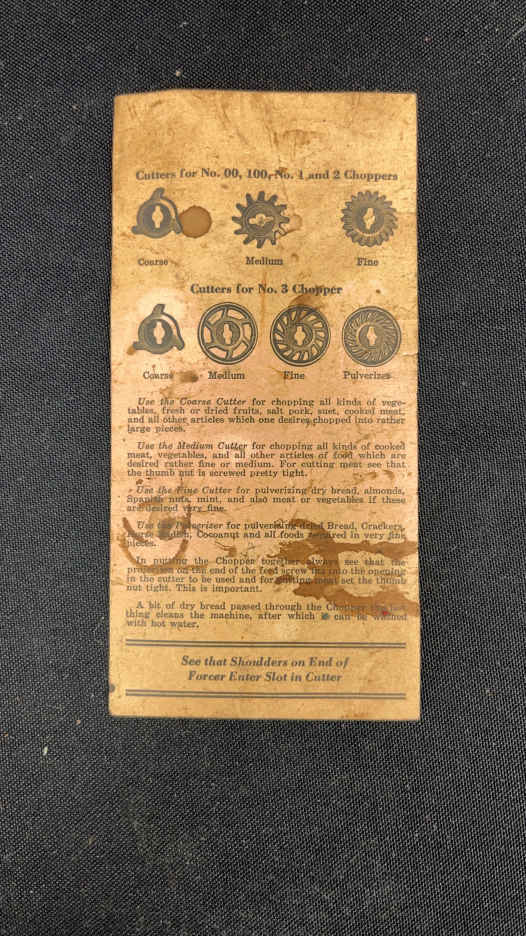 Cutters for No. 00, 100, No. 1 and 2 Choppers
Coarse Medium Fine
Cutters for No. 3 Chopper
Coarse Medium Fine Pulverizer
Use the Coarse Cutter for chopping all kinds of vege-
tables, fresh or dried fruits, salt pork, suet, cooked meat,
and all other articles which one desires chopped into rather
large pieces.
Use the Medium Cutter for chopping all kinds of cooked
meat, vegetables, and all other articles of food which are
desired rather fine or medium. For cutting meat see that
the thumb nut is screwed pretty tight.
Use the Fine Cutter for pulverizing dry bread, almonds,
Spanish nuts, mint, and also meat or vegetables if these
are desired very fine.
Use the Pulverizer for pulverizing dried Bread, Crackers,
Horse Radish, Cocoanut and all foods desired in very fine
pieces.
In putting the Chopper together always see that the
projection on the end of the feed screw fits into the opening
in the cutter to be used and for cutting meat set the thumb
nut tight. This is important.
A bit of dry bread passed through the Chopper the last
thing cleans the machine, after which it can be washed
with hot water.
See that Shoulders on End of
Forcer Enter Slot in Cutter